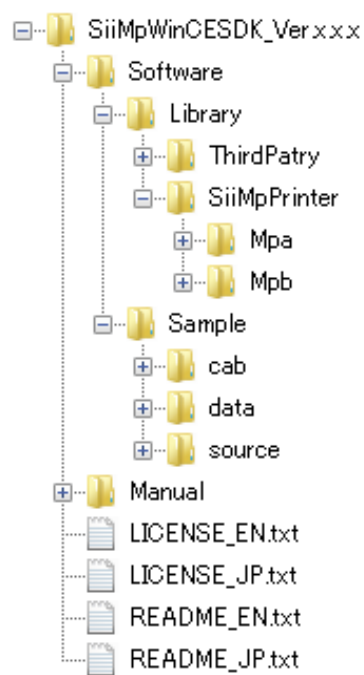 SiiMpWinCESDK_Ver.x.x.x
Software
Library
ThirdPatry
SiiMpPrinter
Mpa
Mpb
Sample
cab
data
source
Manual
LICENSE_EN.txt
LICENSE_JP.txt
README_EN.txt
README_JP.txt